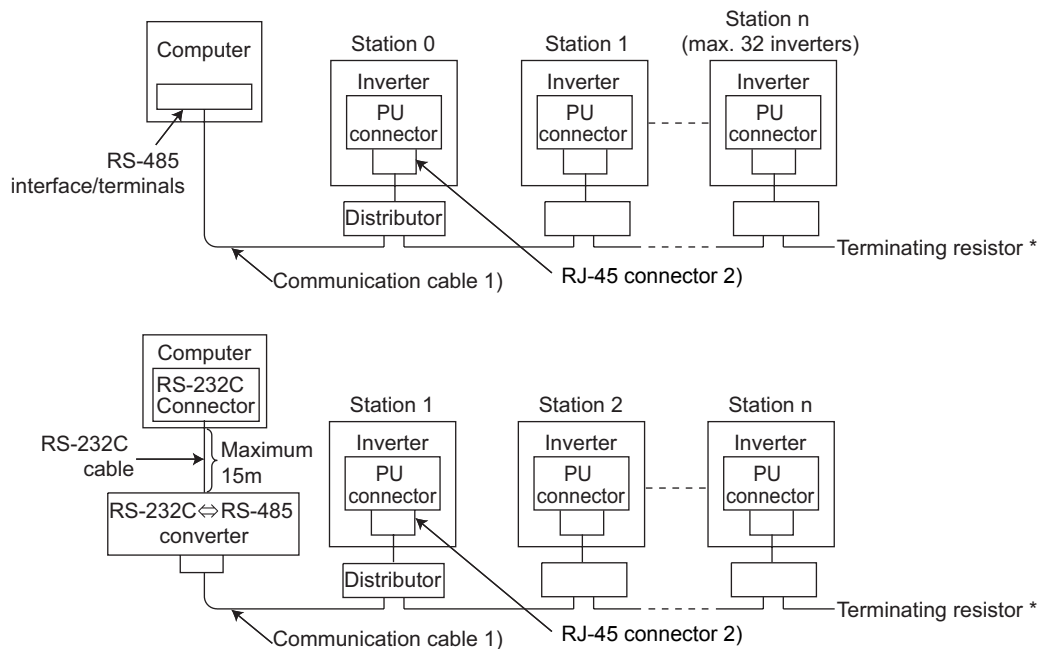 Station n
Station 0
Station 1
(max. 32 inverters)
Computer
Inverter
Inverter
Inverter
PU
connector
PU
connector
PU
connector
RS-485
interface/terminals
Distributor
Terminating resistor *
Communication cable 1)
RJ-45 connector 2)
Computer
RS-232C
Connector
Station 1
Station 2
Station n
RS-232C
cable
Maximum
15m
Inverter
Inverter
Inverter
PU
connector
PU
connector
PU
connector
RS-232C⇔RS-485
converter
Distributor
Terminating resistor *
Communication cable 1)
RJ-45 connector 2)